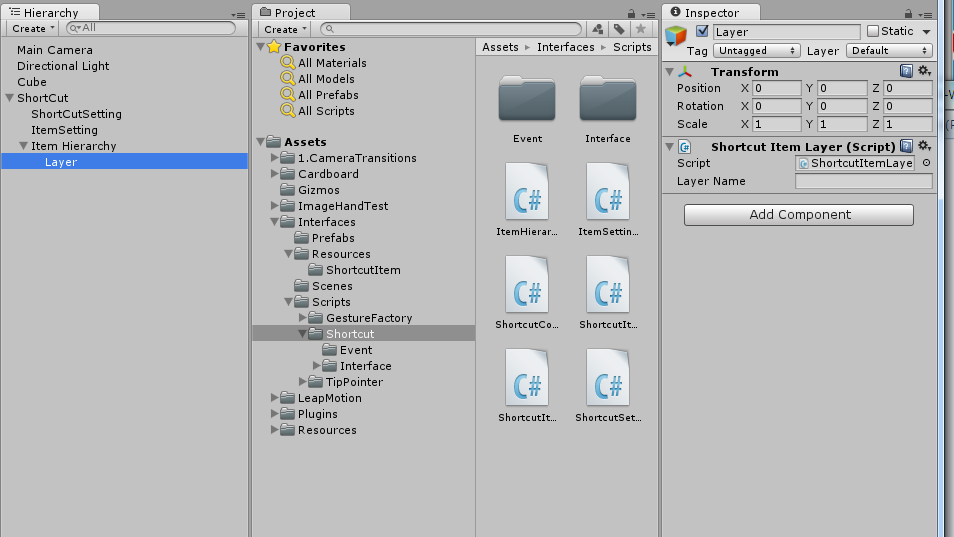 Hierarchy
Create
All
Main Camera
Directional Light
Cube
ShortCut
ShortCutSetting
ItemSetting
Item Hierarchy
Layer
Project
Create
Favorites
All Materials
All Models
All Prefabs
All Scripts
Assets
1.CameraTransitions
Cardboard
Gizmos
ImageHandTest
Interfaces
Prefabs
Resources
ShortcutItem
Scenes
Scripts
GestureFactory
Shortcut
Event
Interface
TipPointer
LeapMotion
Plugins
Resources
Assets Interfaces Scripts
Event Interface
C# C#
ItemHierar... ItemSettin...
C# C#
ShortcutCo... ShortcutIt...
C# C#
ShortcutIt... ShortcutSet...
Inspector
Layer Static
Tag Untagged Layer Default
Transform
Position X 0 Y 0 Z 0
Rotation X 0 Y 0 Z 0
Scale X 1 Y 1 Z 1
Shortcut Item Layer (Script)
Script ShortcutItemLaye
Layer Name
Add Component